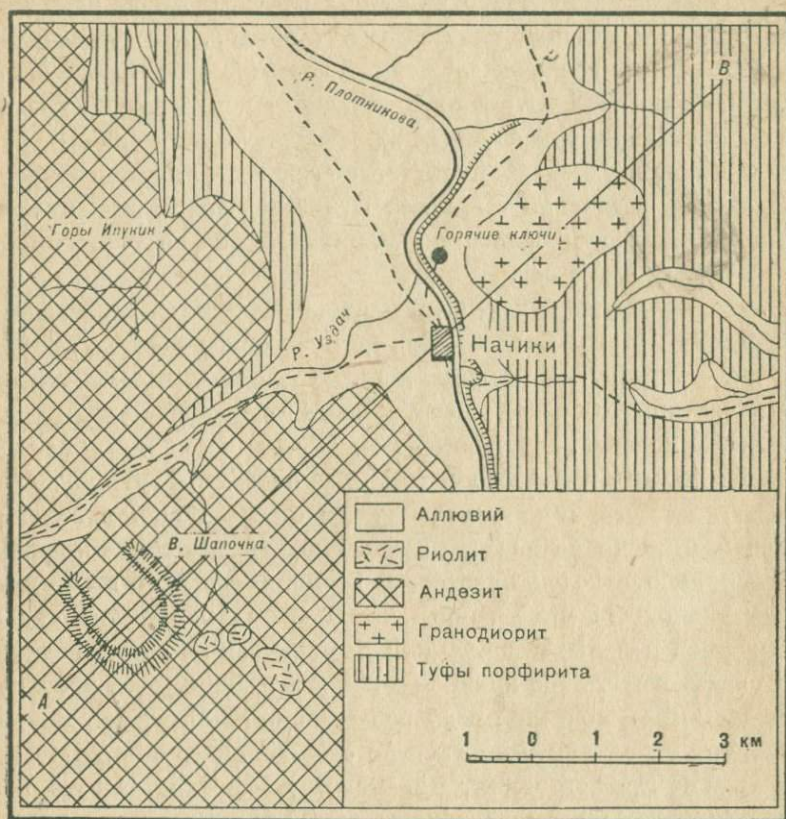 В
Р. Плотникова
Горы Ипукик
Горячие ключи
Р. Уздач
Начики
В. Шапочка
А
Аллювий
Риолит
Андезит
Гранодиорит
Туфы порфирита
1 0 1 2 3 км